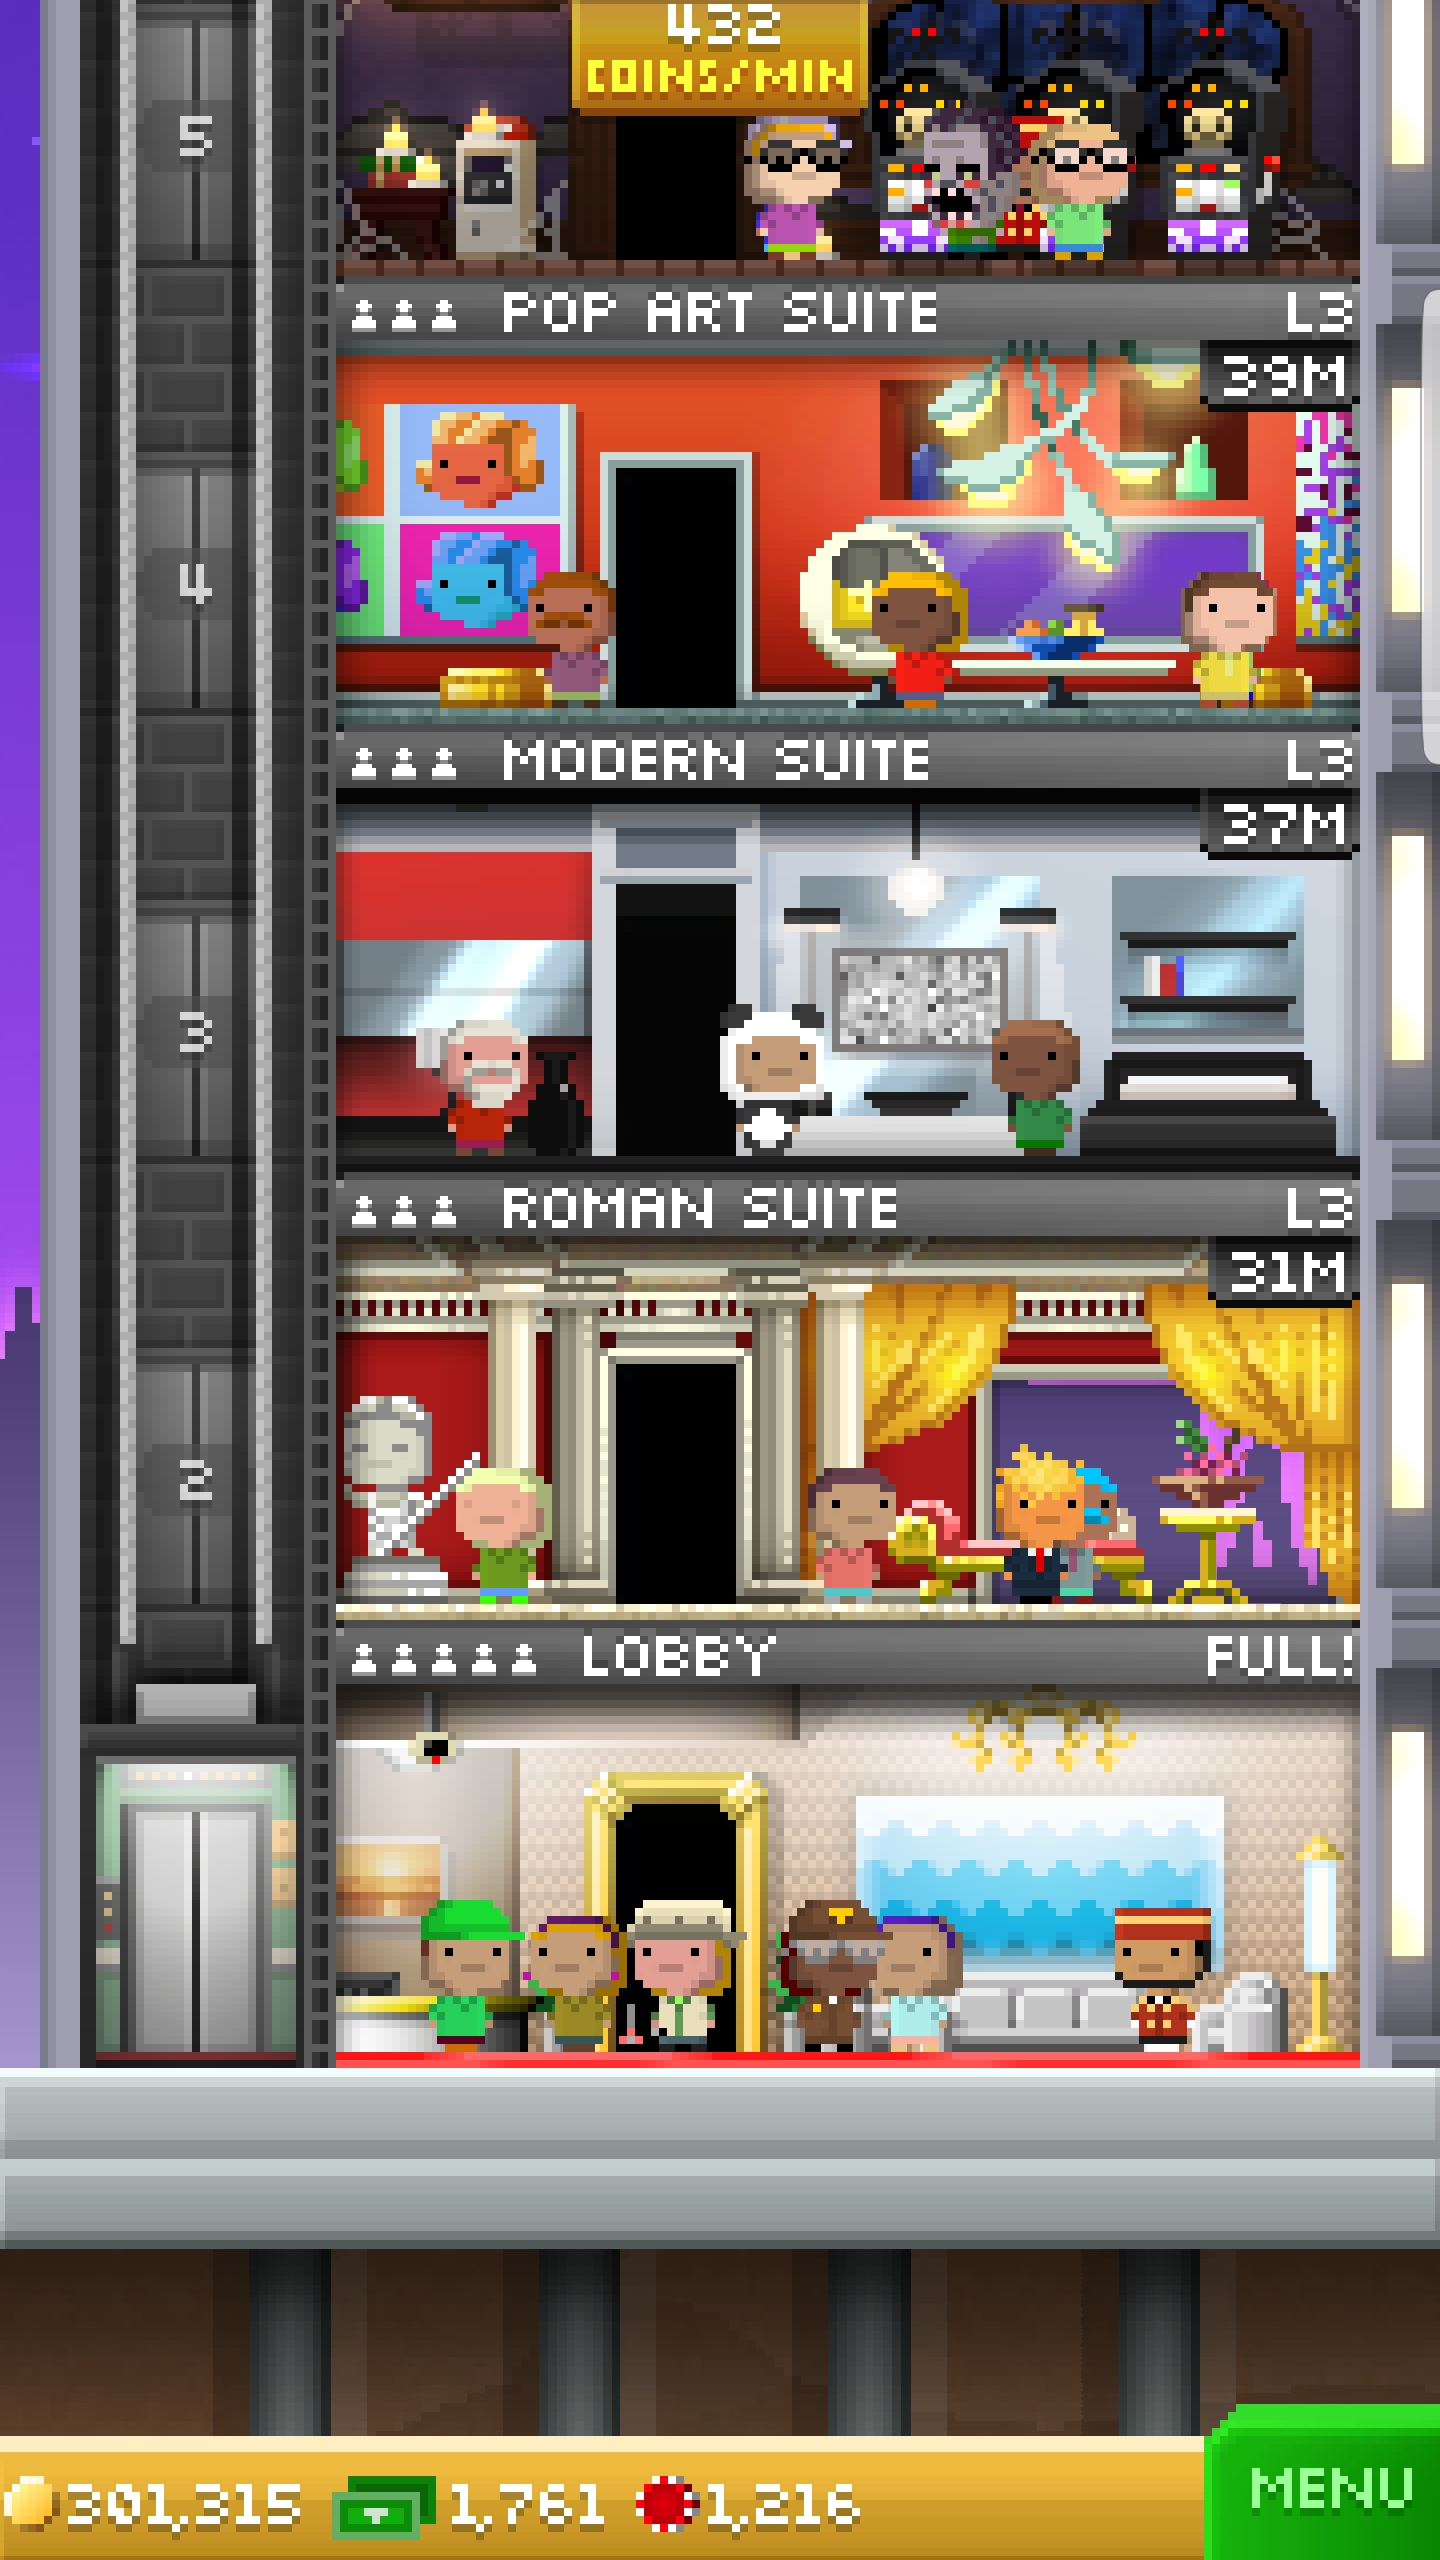 432
COINS/MIN
5
POP ART SUITE L3
39M
4
MODERN SUITE L3
37M
3
ROMAN SUITE L3
31M
2
LOBBY FULL!
301,315 1,761 1,216 MENU